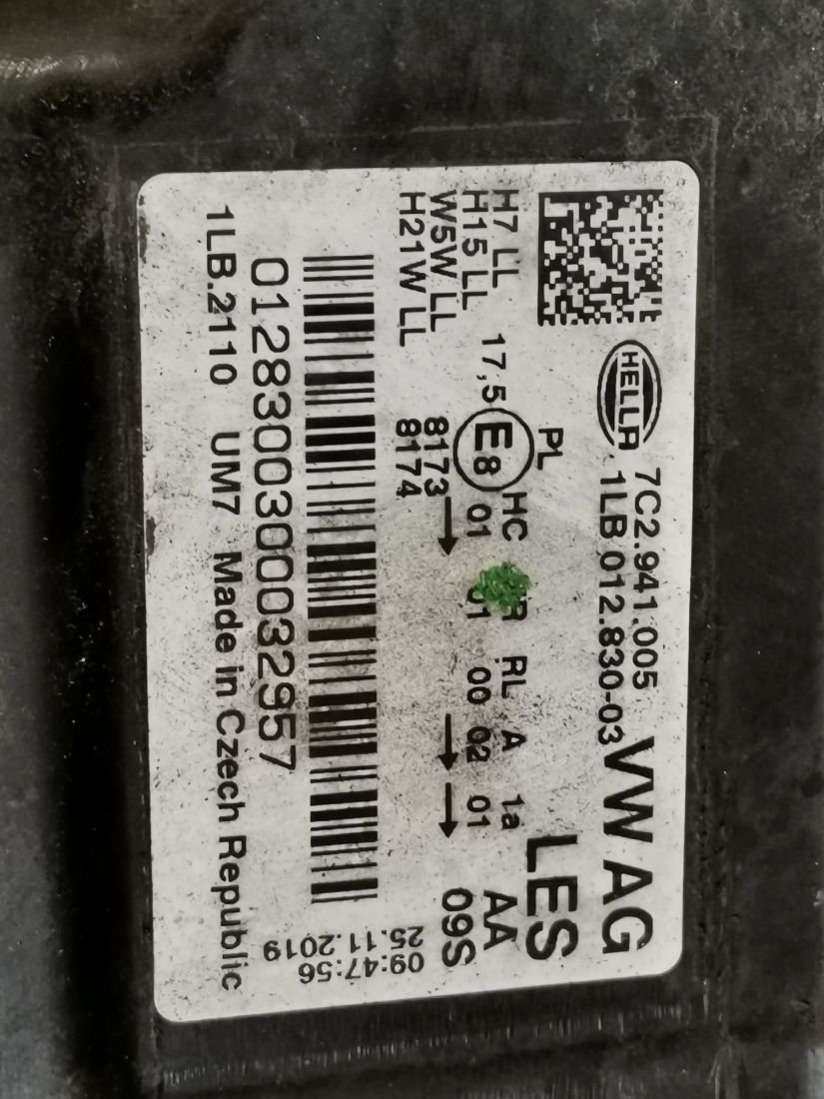 HELLA
7C2.941.005
1LB 012.830-03
VW AG
PL
LES
H7 LL
H15 LL
W5W LL
H21W LL
17,5
E8
HC R RL A 1a
01 01 00 02 01
AA
8173 → → →
8174
09S
01283003000032957
09:47:56
25.11.2019
1LB.2110 UM7 Made in Czech Republic